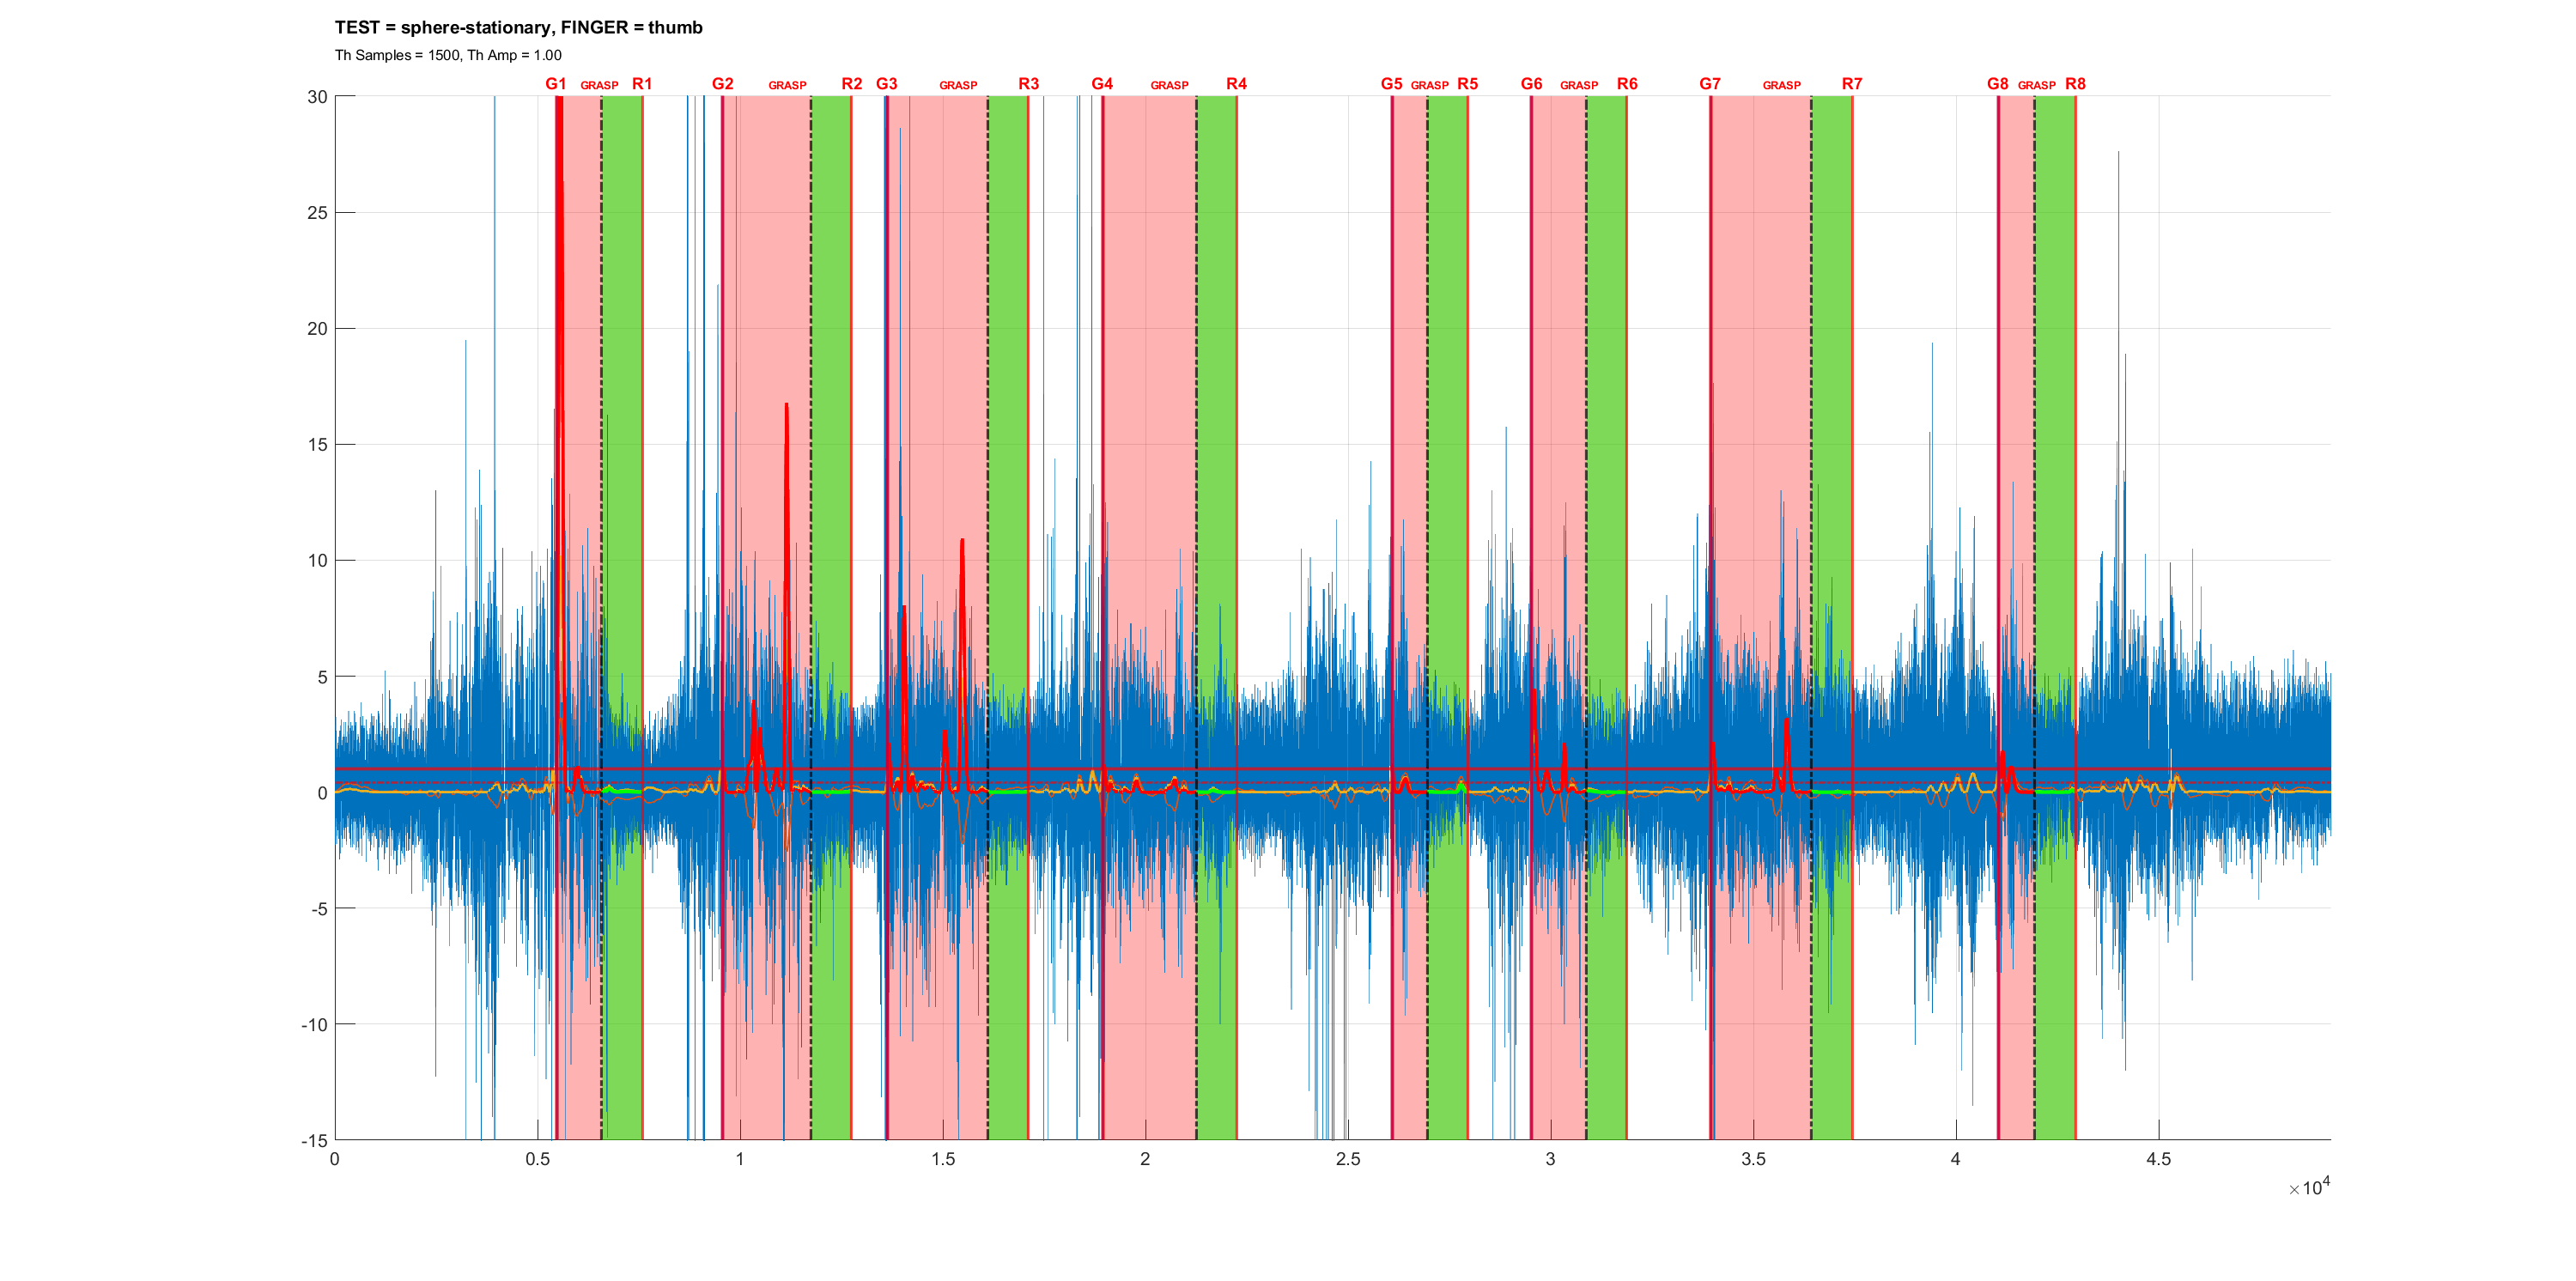 TEST = sphere-stationary, FINGER = thumb
Th Samples = 1500, Th Amp = 1.00
G1 GRASP R1 G2 GRASP R2 G3 GRASP R3 G4 GRASP R4 G5 GRASP R5 G6 GRASP R6 G7 GRASP R7 G8 GRASP R8
30
25
20
15
10
5
0
-5
-10
-15
0 0.5 1 1.5 2 2.5 3 3.5 4 4.5
×10⁴